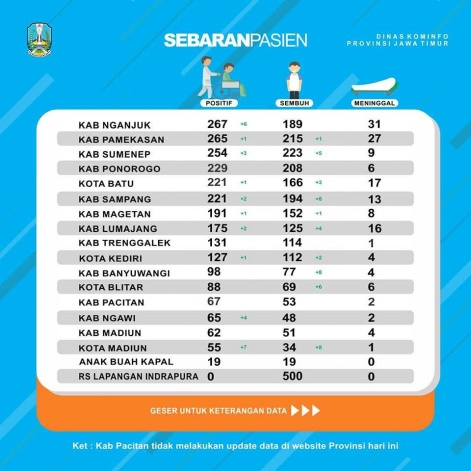 SEBARANPASIEN
DINAS KOMINFO
PROVINSI JAWA TIMUR
POSITIF SEMBUH MENINGGAL
KAB NGANJUK 267 +6 189 31
KAB PAMEKASAN 265 +1 215 +1 27
KAB SUMENEP 254 +3 223 +5 9
KAB PONOROGO 229 208 6
KOTA BATU 221 +1 166 +3 17
KAB SAMPANG 221 +2 194 +6 13
KAB MAGETAN 191 +1 152 +1 8
KAB LUMAJANG 175 +2 125 +4 16
KAB TRENGGALEK 131 114 1
KOTA KEDIRI 127 +1 112 +2 4
KAB BANYUWANGI 98 77 +8 4
KOTA BLITAR 88 69 +6 6
KAB PACITAN 67 53 2
KAB NGAWI 65 +4 48 2
KAB MADIUN 62 51 4
KOTA MADIUN 55 +7 34 +8 1
ANAK BUAH KAPAL 19 19 0
RS LAPANGAN INDRAPURA 0 500 0
GESER UNTUK KETERANGAN DATA
Ket : Kab Pacitan tidak melakukan update data di website Provinsi hari ini